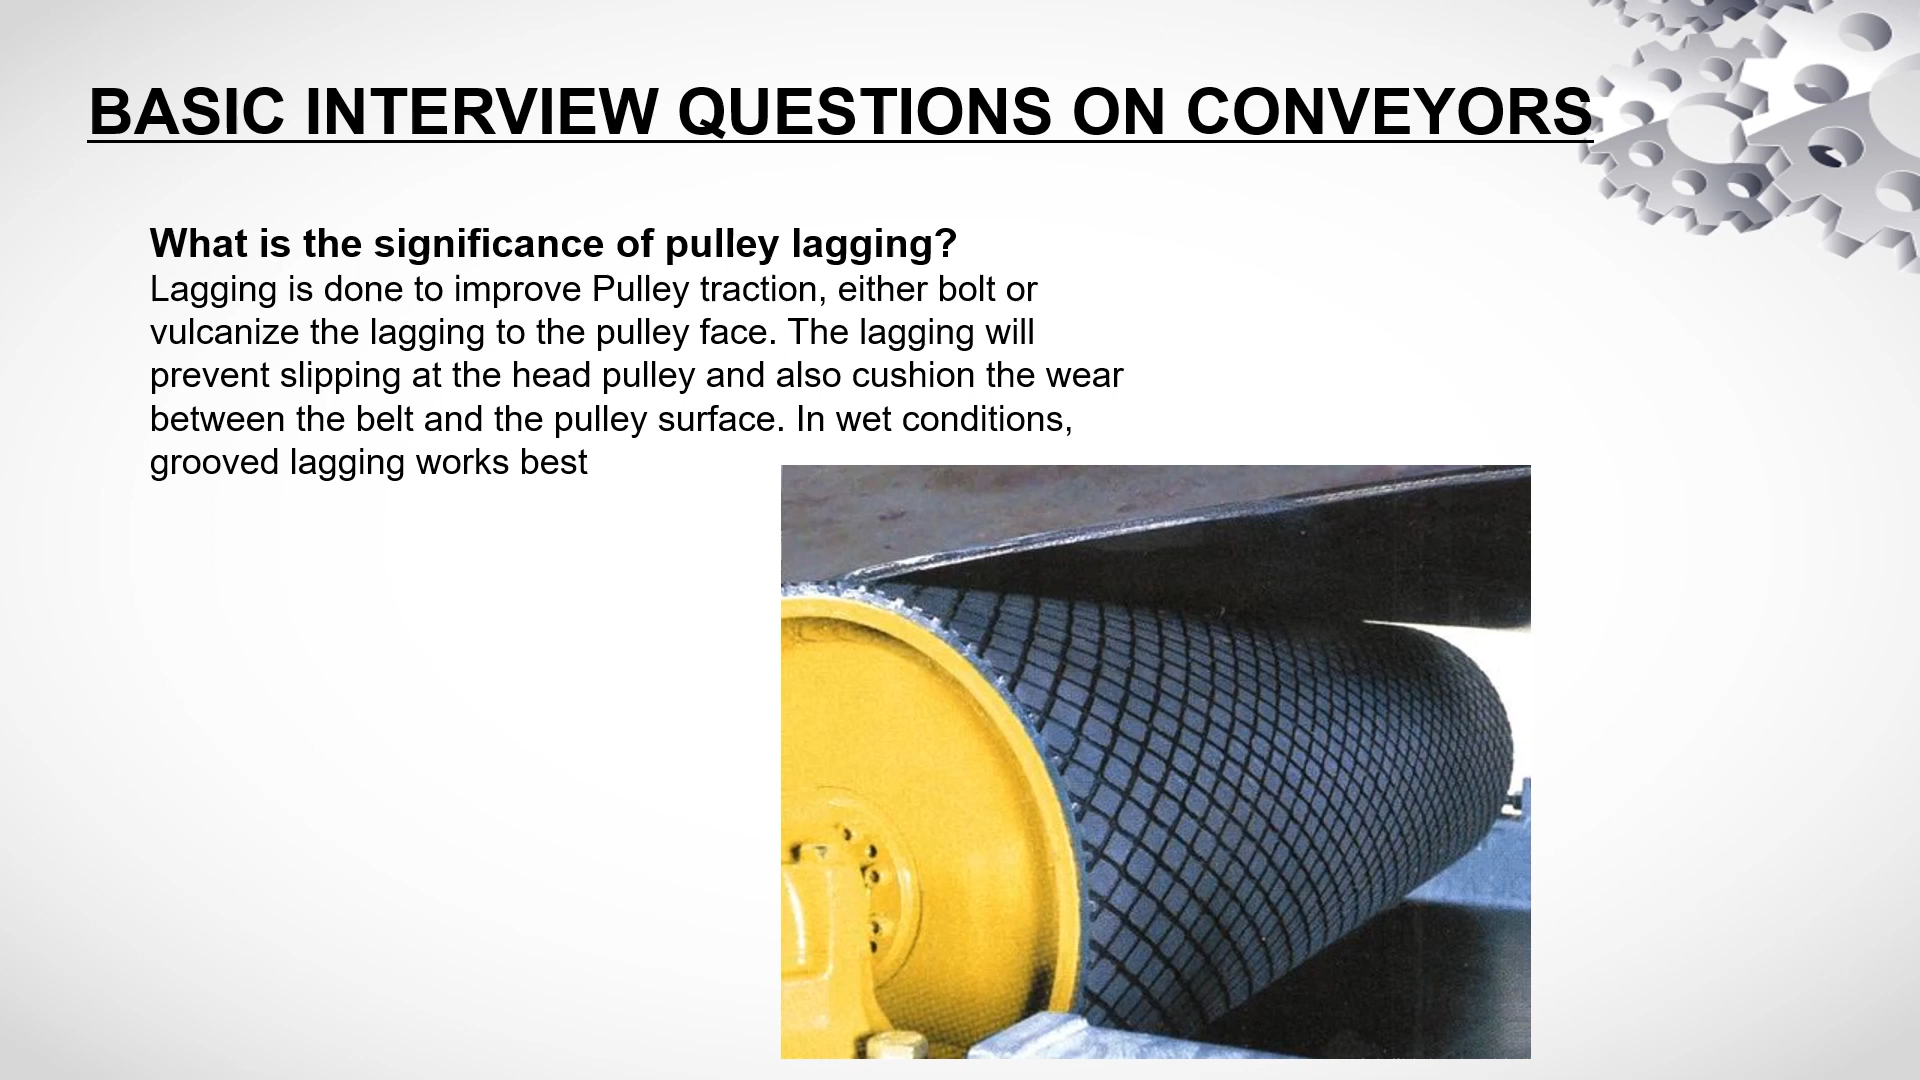 BASIC INTERVIEW QUESTIONS ON CONVEYORS
What is the significance of pulley lagging?
Lagging is done to improve Pulley traction, either bolt or
vulcanize the lagging to the pulley face. The lagging will
prevent slipping at the head pulley and also cushion the wear
between the belt and the pulley surface. In wet conditions,
grooved lagging works best